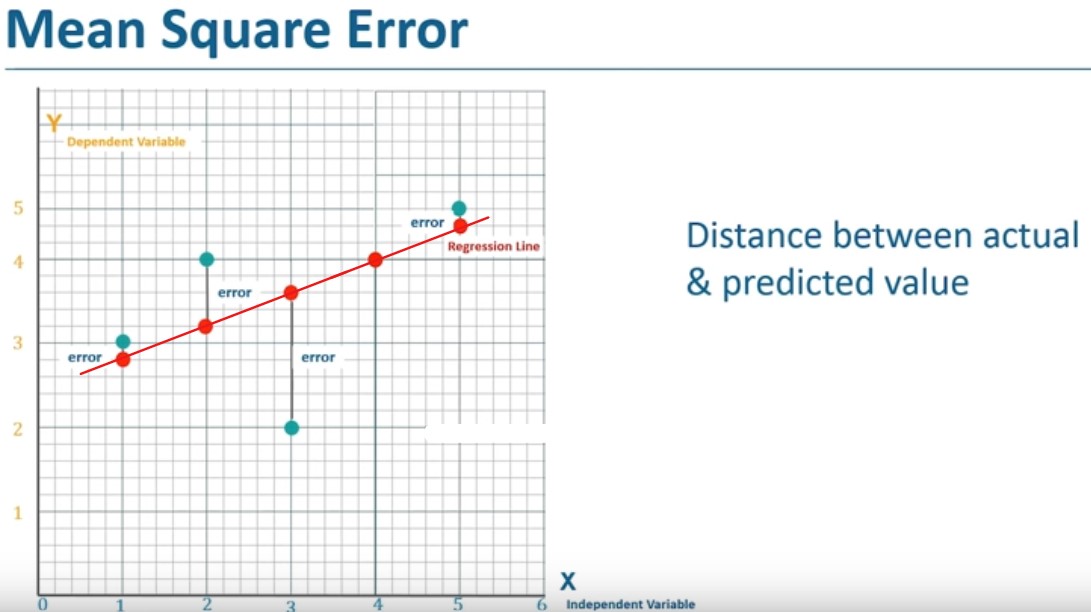 Mean Square Error
Y
Dependent Variable
5
error
Regression Line
Distance between actual
& predicted value
4
error
3
error
error
2
1
X
0 1 2 3 4 5 6
Independent Variable